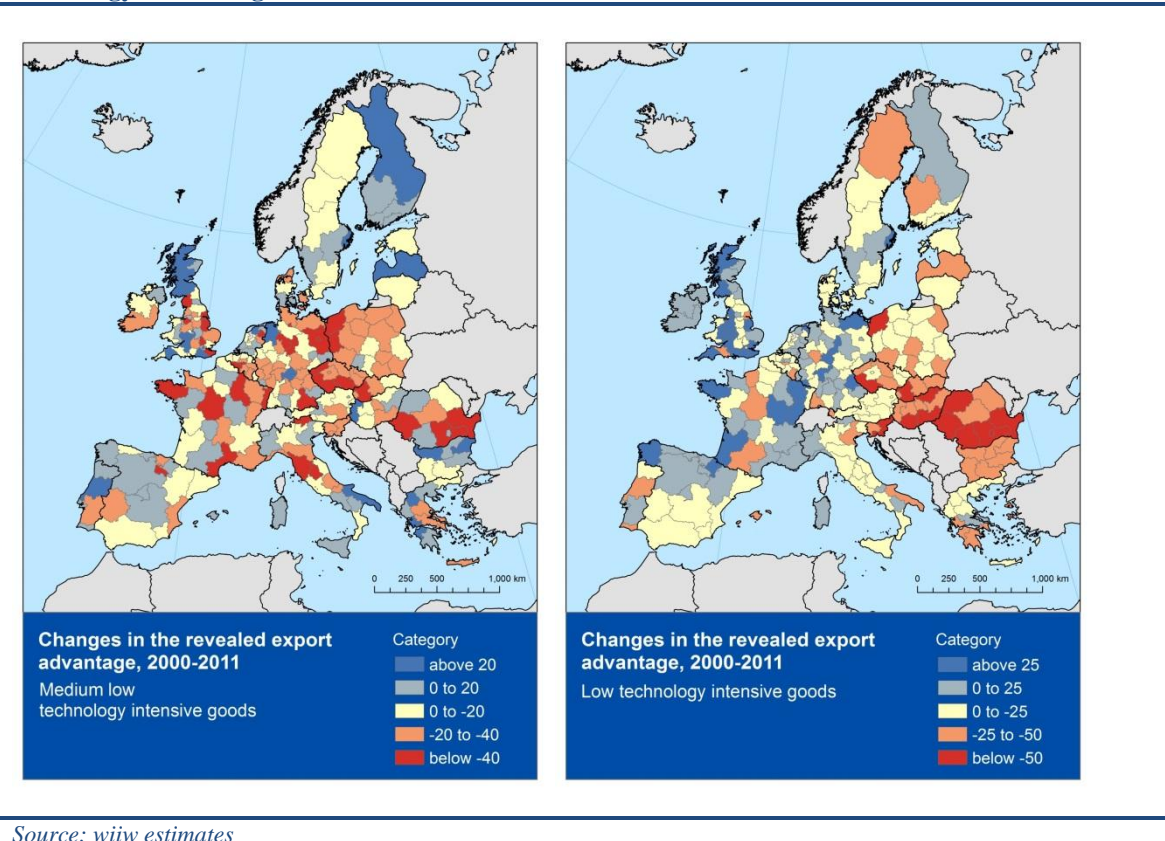 0 250 500 1,000 km
Changes in the revealed export
advantage, 2000-2011
Medium low
technology intensive goods
Category
above 20
0 to 20
0 to -20
-20 to -40
below -40
0 250 500 1,000 km
Changes in the revealed export
advantage, 2000-2011
Low technology intensive goods
Category
above 25
0 to 25
0 to -25
-25 to -50
below -50
Source: wiiw estimates